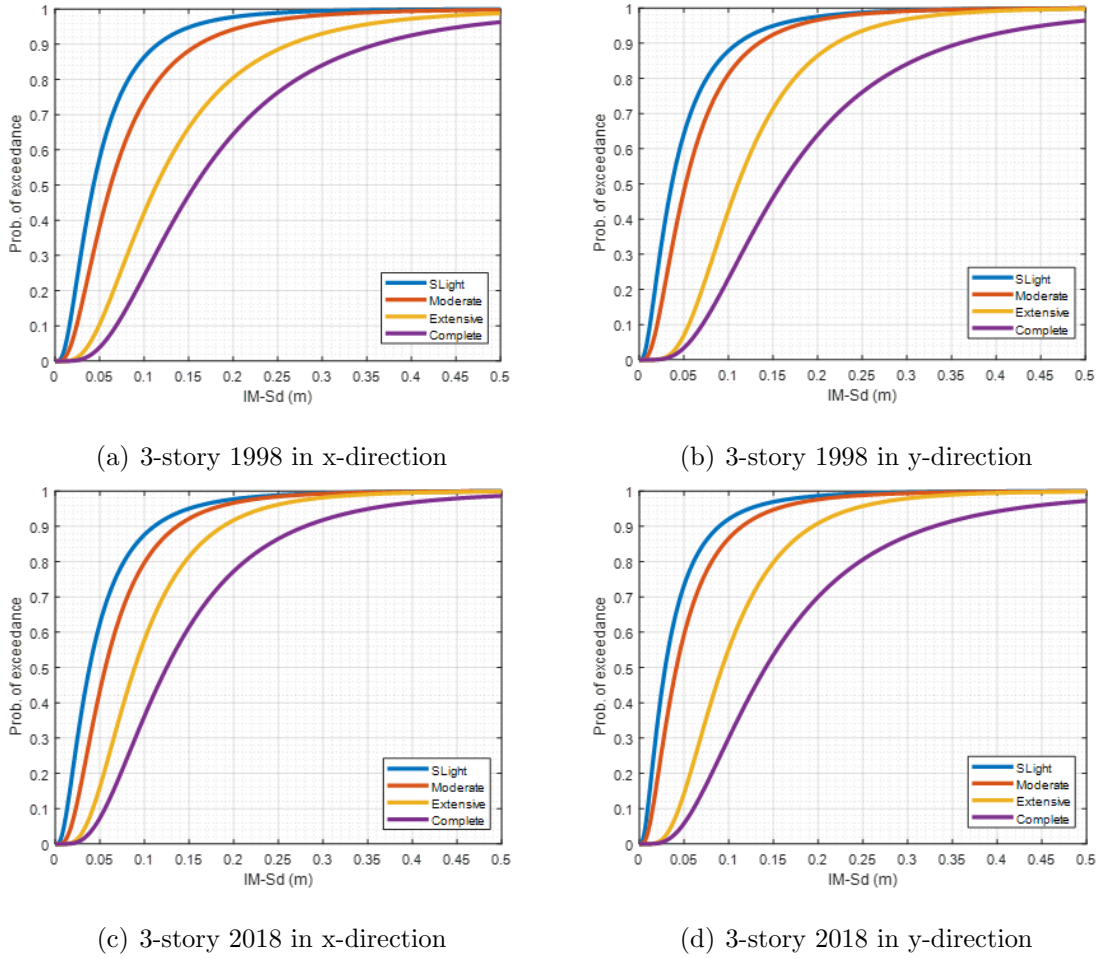 1
0.9
0.8
0.7
0.6
0.5
0.4
0.3
0.2
0.1
0
Prob. of exceedance
SLight
Moderate
Extensive
Complete
0 0.05 0.1 0.15 0.2 0.25 0.3 0.35 0.4 0.45 0.5
IM-Sd (m)
(a) 3-story 1998 in x-direction
1
0.9
0.8
0.7
0.6
0.5
0.4
0.3
0.2
0.1
0
Prob. of exceedance
SLight
Moderate
Extensive
Complete
0 0.05 0.1 0.15 0.2 0.25 0.3 0.35 0.4 0.45 0.5
IM-Sd (m)
(b) 3-story 1998 in y-direction
1
0.9
0.8
0.7
0.6
0.5
0.4
0.3
0.2
0.1
0
Prob. of exceedance
SLight
Moderate
Extensive
Complete
0 0.05 0.1 0.15 0.2 0.25 0.3 0.35 0.4 0.45 0.5
IM-Sd (m)
(c) 3-story 2018 in x-direction
1
0.9
0.8
0.7
0.6
0.5
0.4
0.3
0.2
0.1
0
Prob. of exceedance
SLight
Moderate
Extensive
Complete
0 0.05 0.1 0.15 0.2 0.25 0.3 0.35 0.4 0.45 0.5
IM-Sd (m)
(d) 3-story 2018 in y-direction